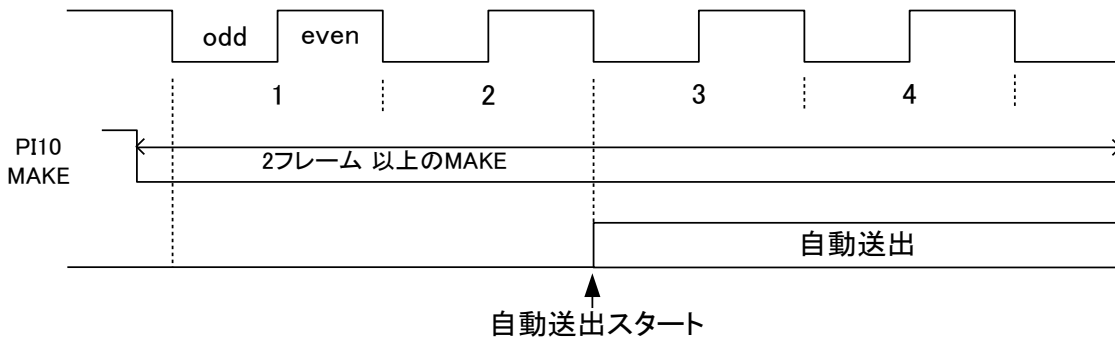 odd even
1 2 3 4
PI10
MAKE
2フレーム 以上のMAKE
自動送出
自動送出スタート